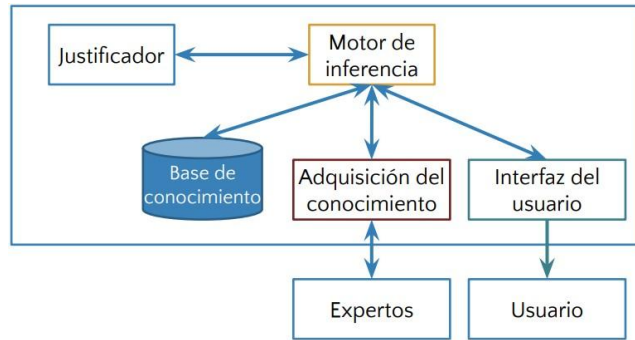 Justificador
Motor de
inferencia
Base de
conocimiento
Adquisición del
conocimiento
Interfaz del
usuario
Expertos
Usuario